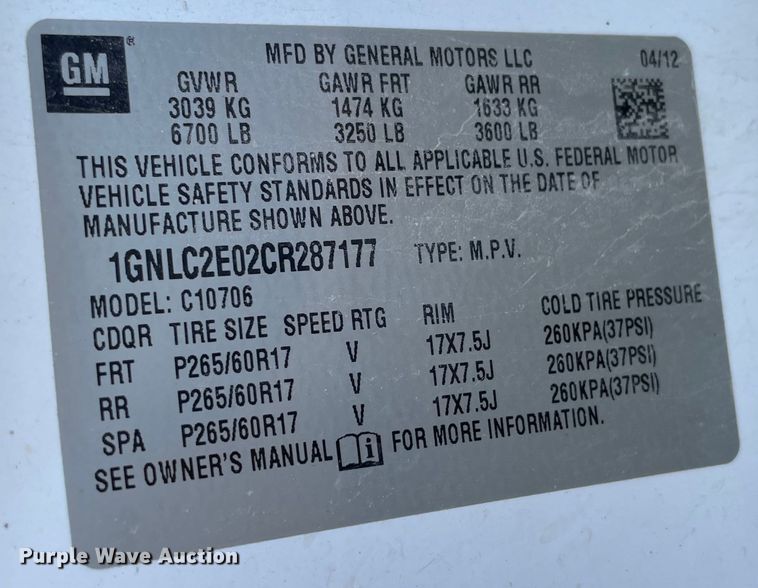 GM®
MFD BY GENERAL MOTORS LLC 04/12
GVWR GAWR FRT GAWR RR
3039 KG 1474 KG 1633 KG
6700 LB 3250 LB 3600 LB
THIS VEHICLE CONFORMS TO ALL APPLICABLE U.S. FEDERAL MOTOR
VEHICLE SAFETY STANDARDS IN EFFECT ON THE DATE OF
MANUFACTURE SHOWN ABOVE.
1GNLC2E02CR287177 TYPE: M.P.V.
MODEL: C10706
CDQR TIRE SIZE SPEED RTG RIM COLD TIRE PRESSURE
FRT P265/60R17 V 17X7.5J 260KPA(37PSI)
RR P265/60R17 V 17X7.5J 260KPA(37PSI)
SPA P265/60R17 V 17X7.5J 260KPA(37PSI)
SEE OWNER'S MANUAL i FOR MORE INFORMATION.
Purple Wave Auction